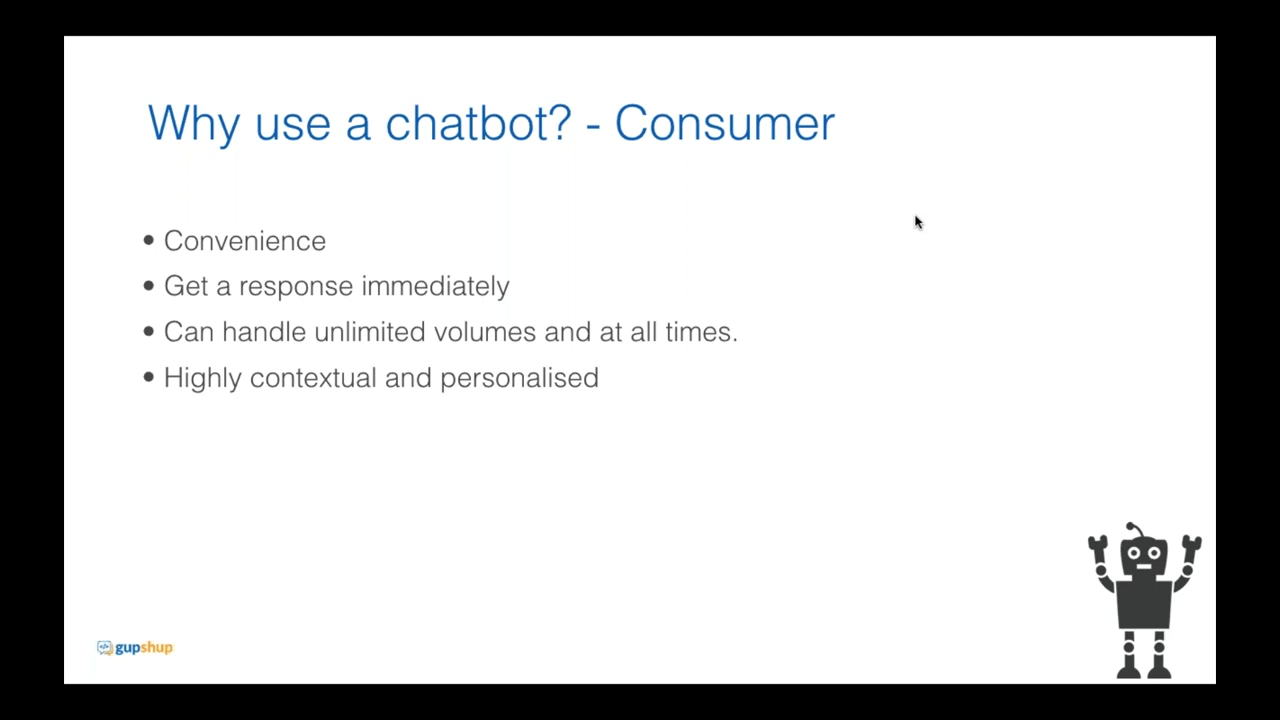 Why use a chatbot? - Consumer
• Convenience
• Get a response immediately
• Can handle unlimited volumes and at all times.
• Highly contextual and personalised
gupshup